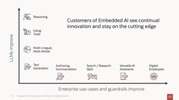 Customers of Embedded AI see continual
innovation and stay on the cutting edge
LLMs improve
Reasoning
Using
Tools
Multi-Lingual,
Multi-Modal
Text
Generation
Authoring
Summarization
Search / Research
Q&A
Versatile AI
Assistants
Digital
Employees
Enterprise use cases and guardrails improve